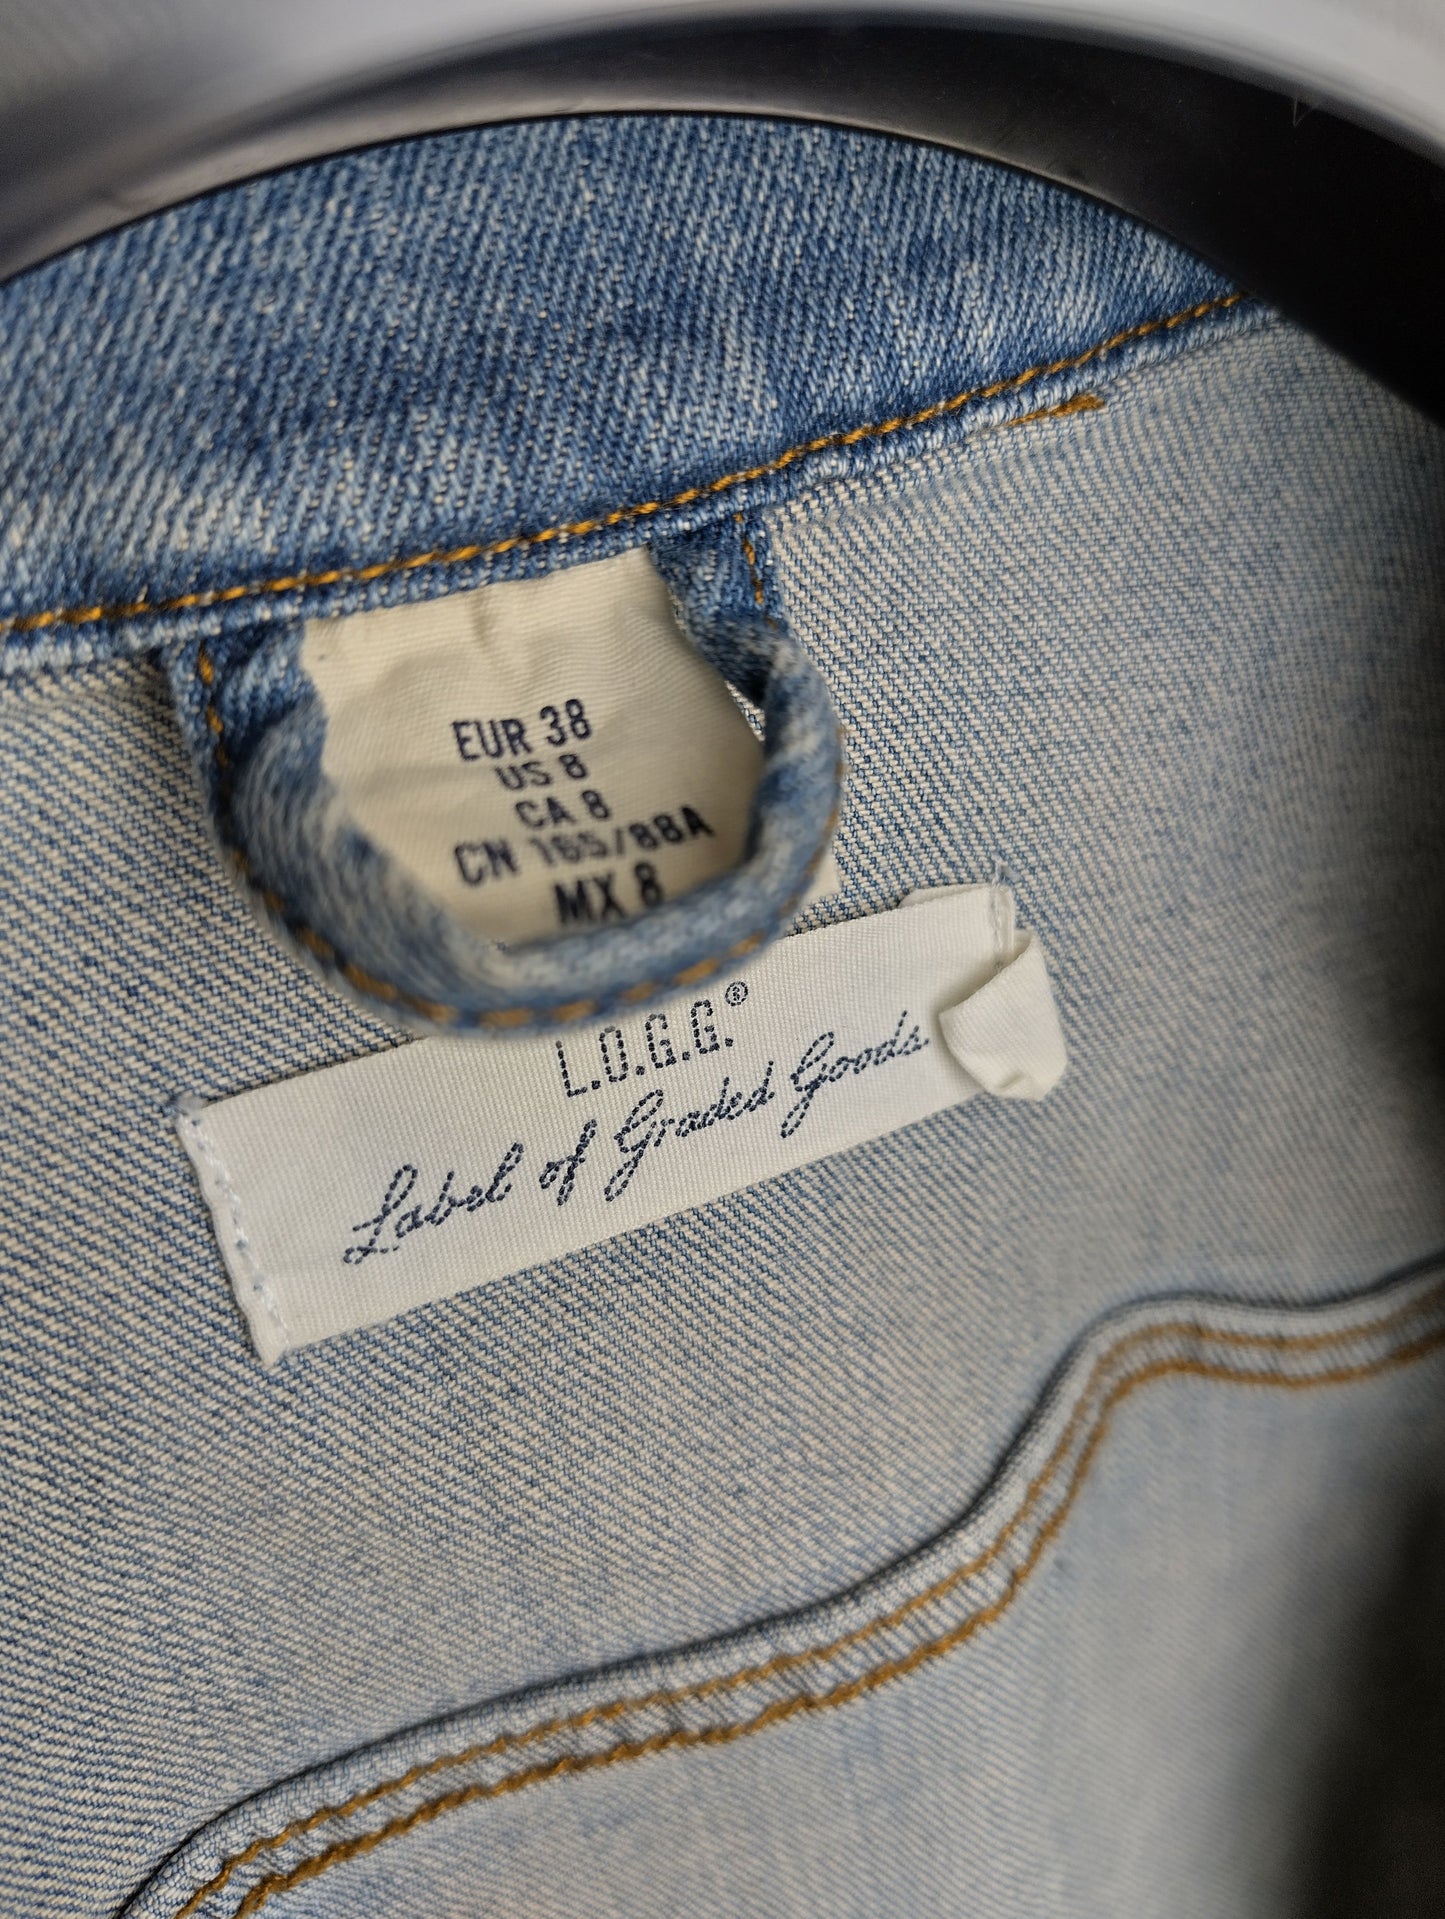 EUR 38
US 8
CA 8
CN 165/88A
MX 8
L.O.G.G.®
Label of Graded Goods